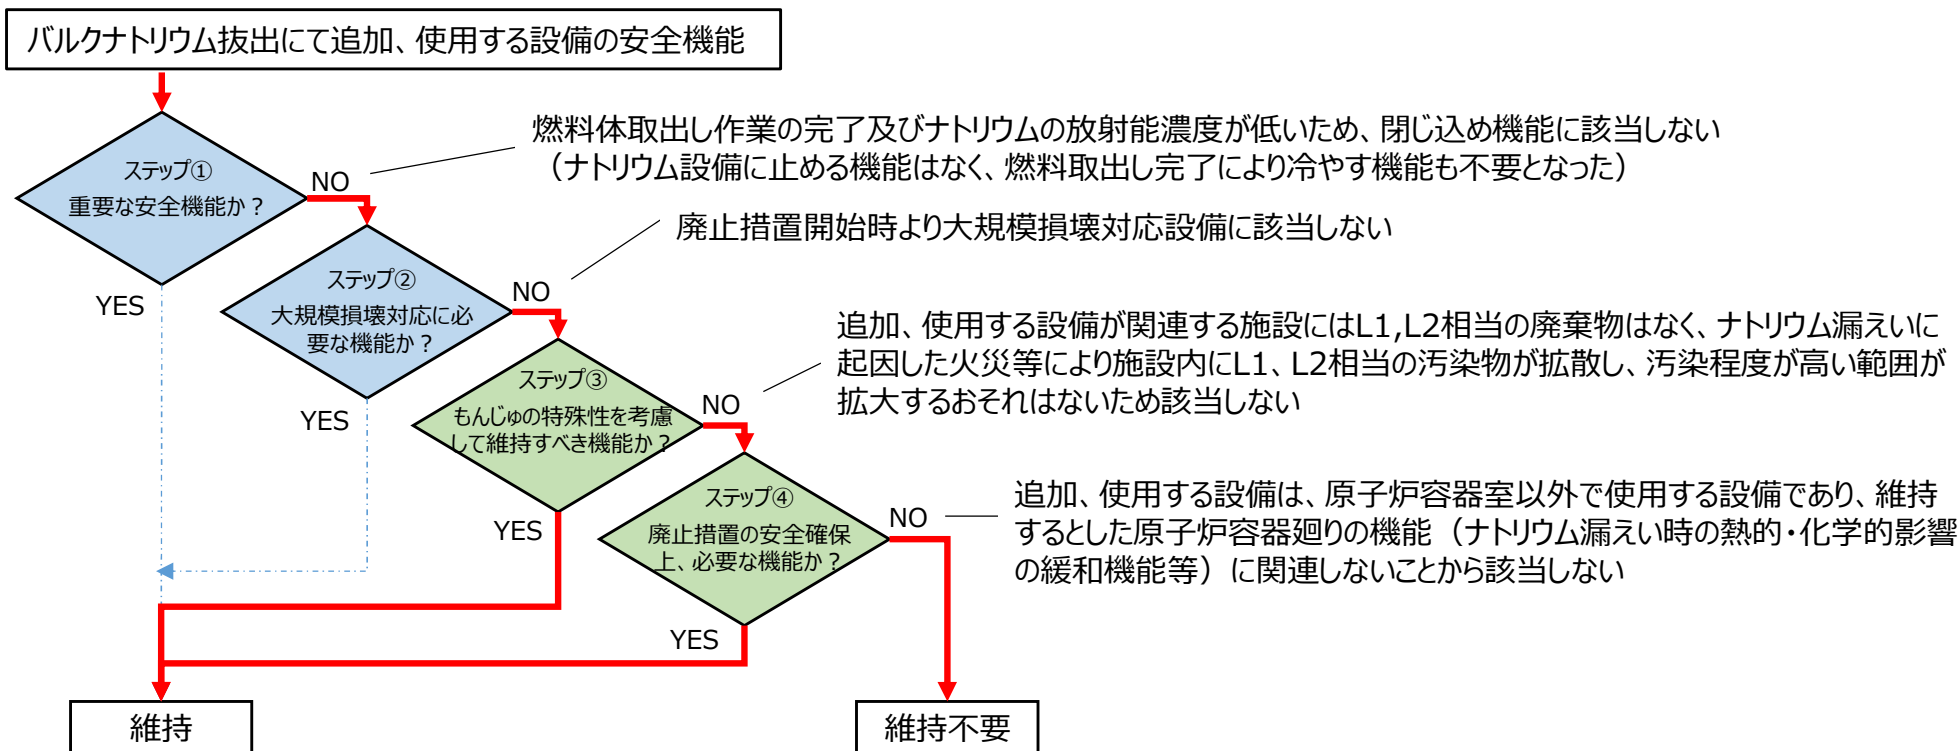 バルクナトリウム抜出にて追加、使用する設備の安全機能
燃料体取出し作業の完了及びナトリウムの放射能濃度が低いため、閉じ込め機能に該当しない
（ナトリウム設備に止める機能はなく、燃料取出し完了により冷やす機能も不要となった）
ステップ①
重要な安全機能か？
NO
YES
廃止措置開始時より大規模損壊対応設備に該当しない
ステップ②
大規模損壊対応に必
要な機能か？
NO
YES
追加、使用する設備が関連する施設にはL1,L2相当の廃棄物はなく、ナトリウム漏えいに
起因した火災等により施設内にL1、L2相当の汚染物が拡散し、汚染程度が高い範囲が
拡大するおそれはないため該当しない
ステップ③
もんじゅの特殊性を考慮
して維持すべき機能か？
NO
YES
追加、使用する設備は、原子炉容器室以外で使用する設備であり、維持
するとした原子炉容器廻りの機能（ナトリウム漏えい時の熱的・化学的影響
の緩和機能等）に関連しないことから該当しない
ステップ④
廃止措置の安全確保
上、必要な機能か？
NO
YES
維持
維持不要